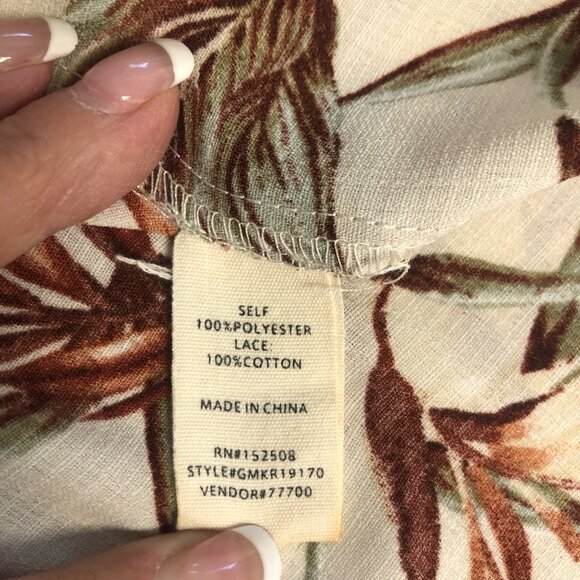 SELF
100%POLYESTER
LACE:
100%COTTON
MADE IN CHINA
RN#152508
STYLE#GMKR19170
VENDOR#77700